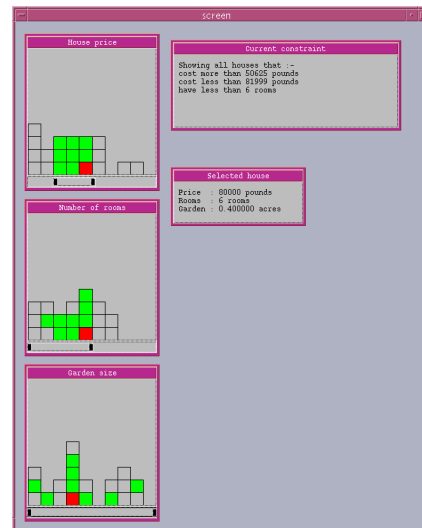 screen
House price
Current constraint
Showing all houses that :-
cost more than 50625 pounds
cost less than 81999 pounds
have less than 6 rooms
Selected house
Price : 80000 pounds
Rooms : 6 rooms
Garden : 0.400000 acres
Number of rooms
Garden size